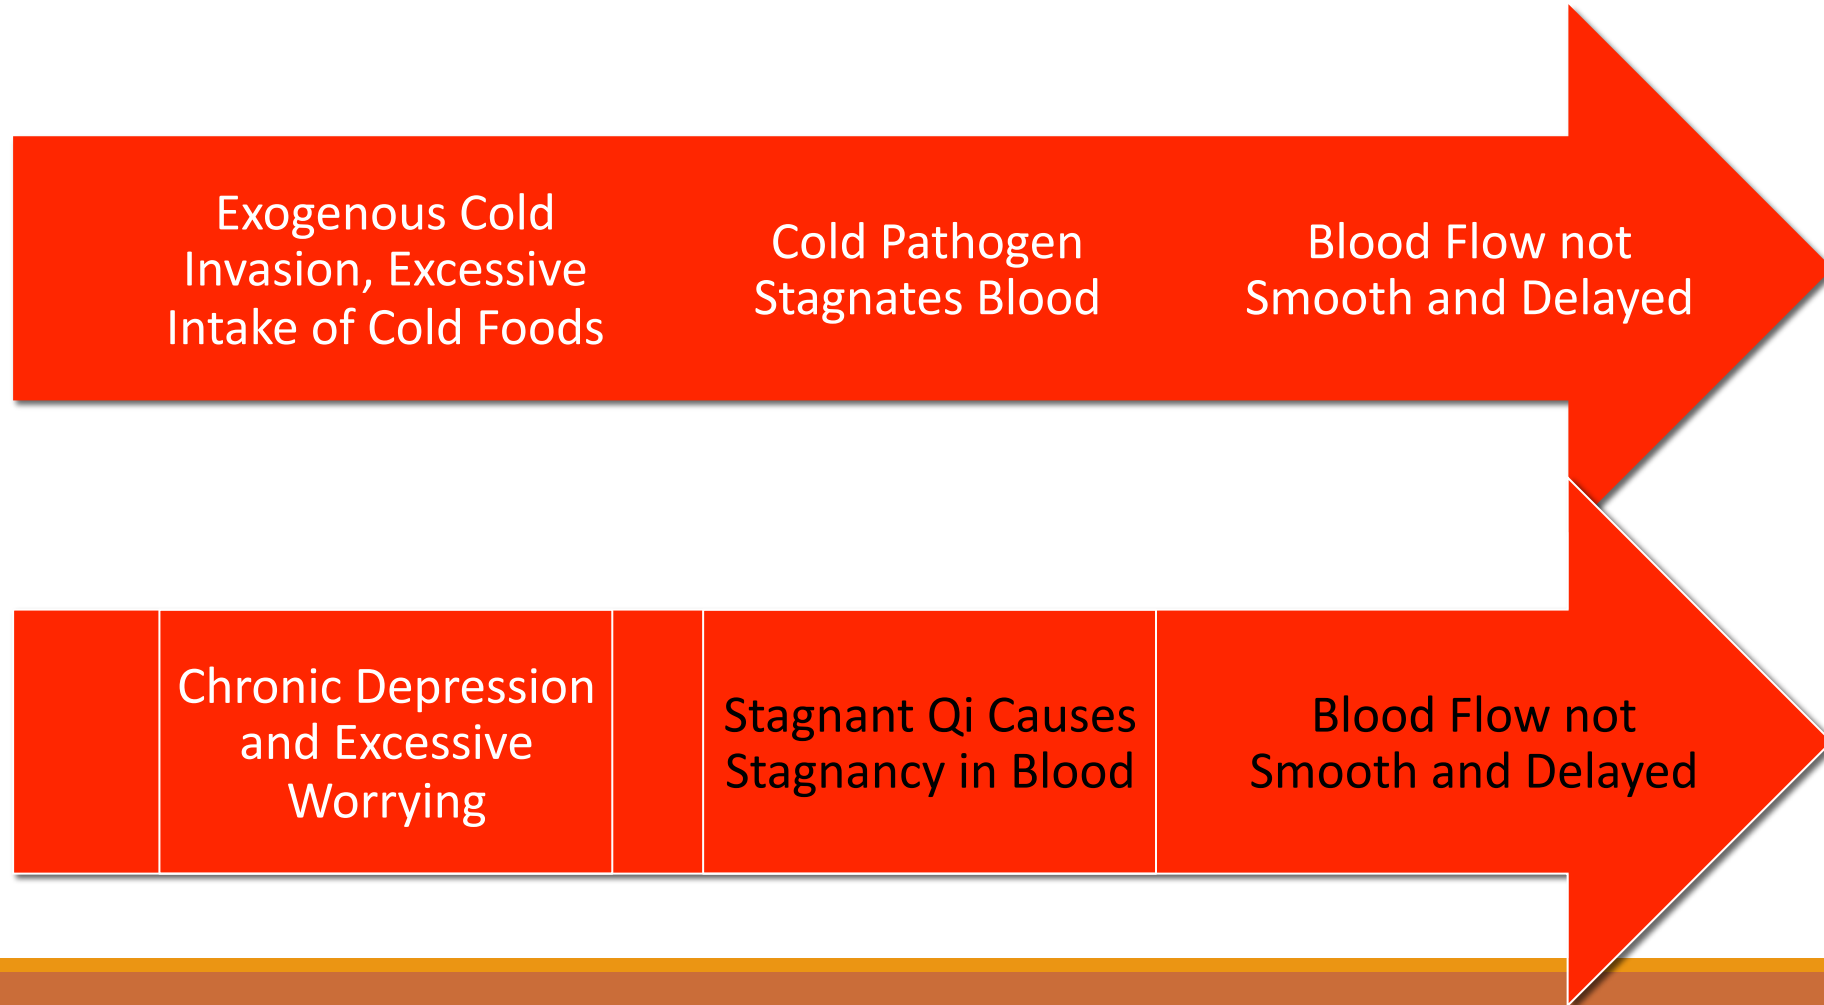 Exogenous Cold
Invasion, Excessive
Intake of Cold Foods
Cold Pathogen
Stagnates Blood
Blood Flow not
Smooth and Delayed
Chronic Depression
and Excessive
Worrying
Stagnant Qi Causes
Stagnancy in Blood
Blood Flow not
Smooth and Delayed